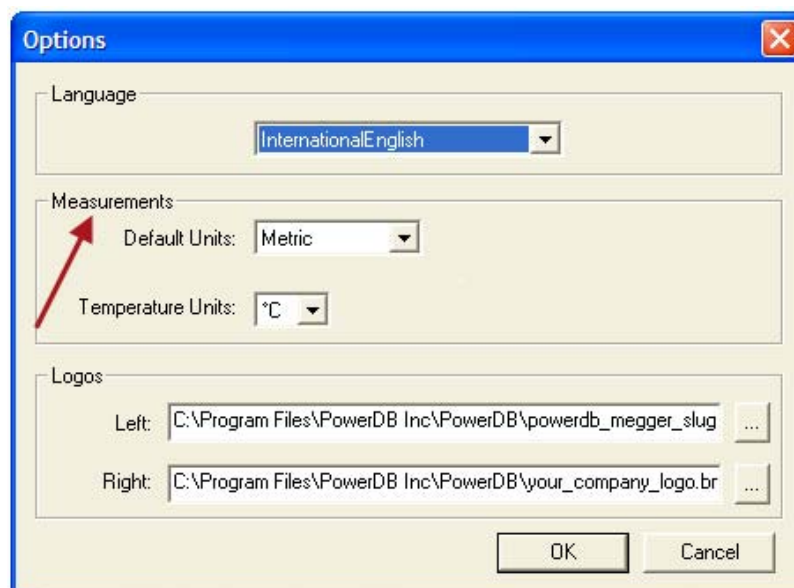 Options
Language
InternationalEnglish
Measurements
Default Units: Metric
Temperature Units: °C
Logos
Left: C:\Program Files\PowerDB Inc\PowerDB\powerdb_megger_slug ...
Right: C:\Program Files\PowerDB Inc\PowerDB\your_company_logo.br ...
OK Cancel